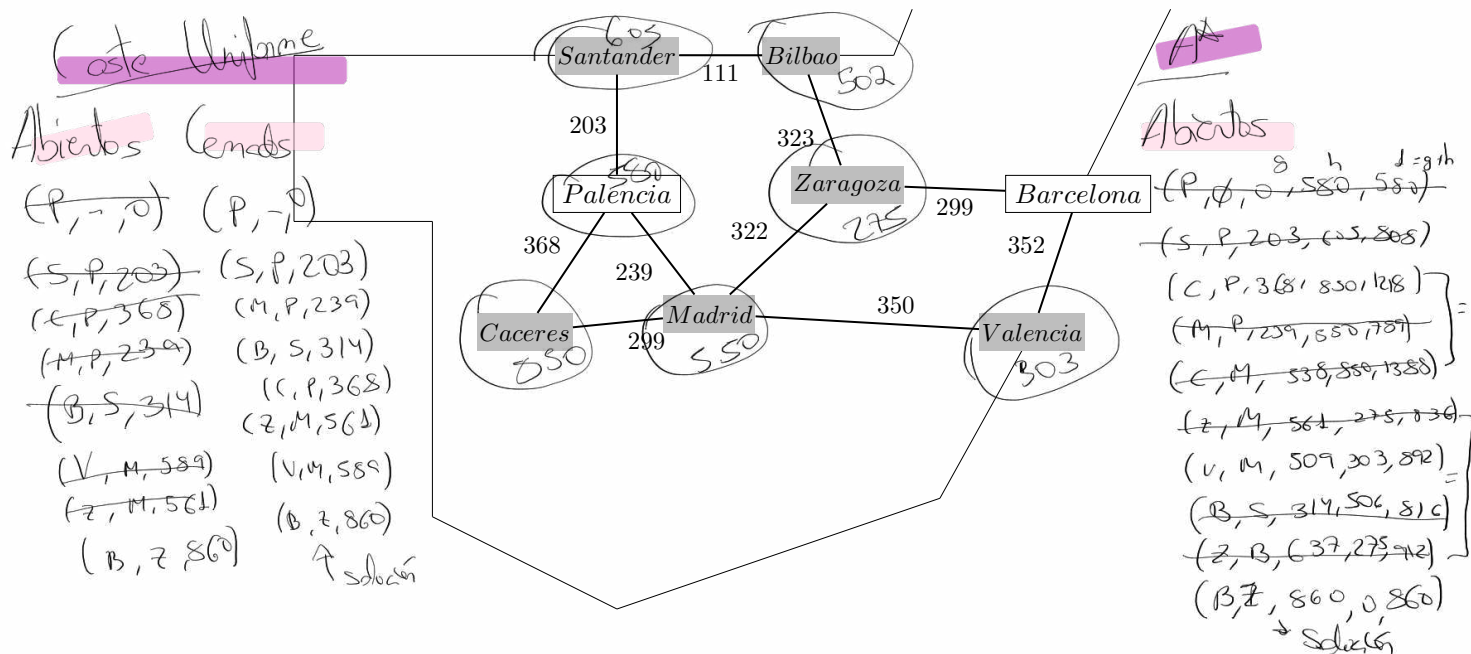 Coste Uniforme
Abiertos
(P, -, 0)
(S, P, 203)
(C, P, 368)
(M, P, 239)
(B, S, 314)
(V, M, 589)
(Z, M, 561)
(B, Z, 860)
Cerrados
(P, -, 0)
(S, P, 203)
(M, P, 239)
(B, S, 314)
(C, P, 368)
(Z, M, 561)
(V, M, 589)
(B, Z, 860)
↑ solución
605
Santander
111
Bilbao
502
203
323
580
Palencia
Zaragoza
275
299
Barcelona
368
239
322
352
Caceres
850
299
Madrid
550
350
Valencia
303
A*
Abiertos
g h f=g+h
(P, ∅, 0, 580, 580)
(S, P, 203, 605, 808)
(C, P, 368, 850, 1218)
(M, P, 239, 550, 789)
=
(C, M, 538, 850, 1388)
(Z, M, 561, 275, 836)
(V, M, 589, 303, 892)
=
(B, S, 314, 506, 816)
(Z, B, 637, 275, 912)
(B, Z, 860, 0, 860)
→ Solución